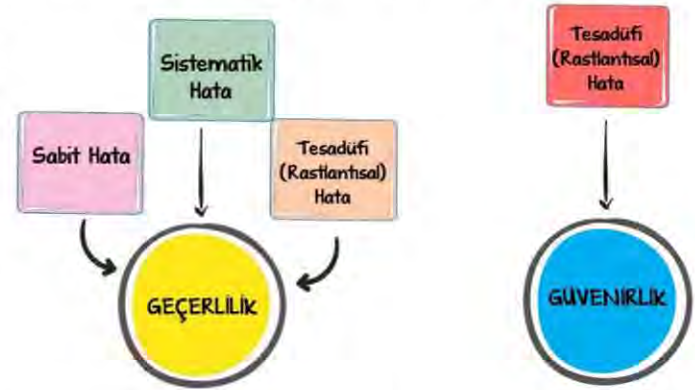 Sistematik
Hata
Sabit Hata
Tesadüfi
(Rastlantısal)
Hata
GEÇERLİLİK
Tesadüfi
(Rastlantısal)
Hata
GÜVENİRLİK